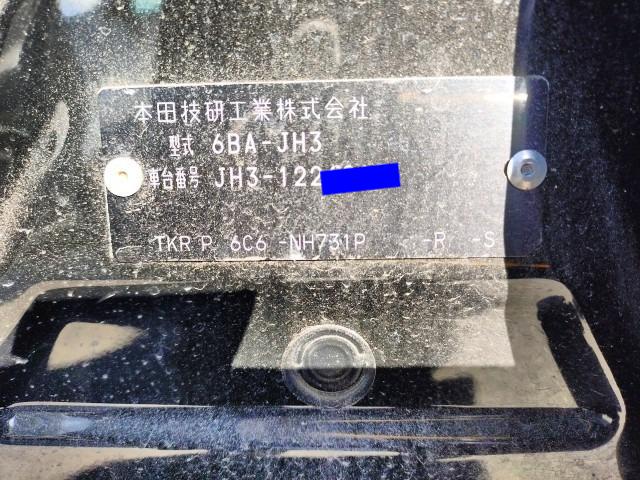 本田技研工業株式会社
型式 6BA-JH3
車台番号 JH3-122
TKR P 6C6 -NH731P - -R -S